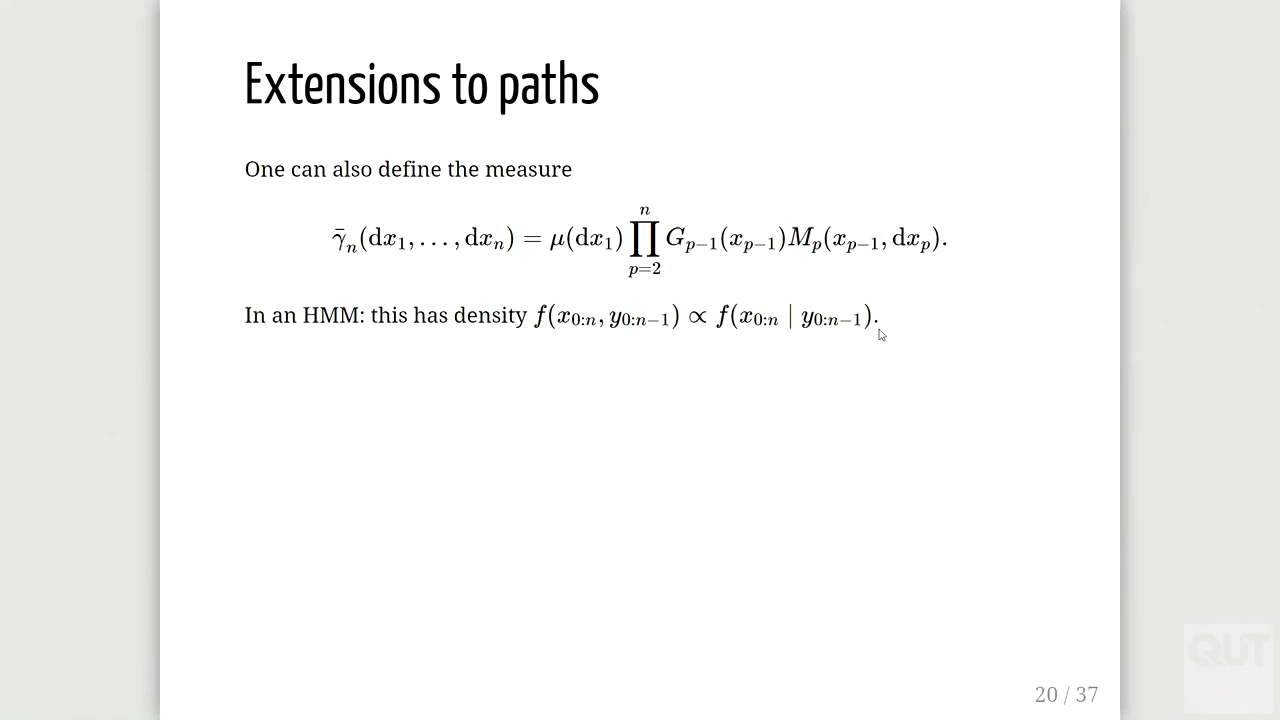 Extensions to paths
One can also define the measure
γ̄ₙ(dx₁, …, dxₙ) = μ(dx₁) ∏ₚ₌₂ⁿ Gₚ₋₁(xₚ₋₁)Mₚ(xₚ₋₁, dxₚ).
In an HMM: this has density f(x₀:ₙ, y₀:ₙ₋₁) ∝ f(x₀:ₙ | y₀:ₙ₋₁).
QUT
20 / 37